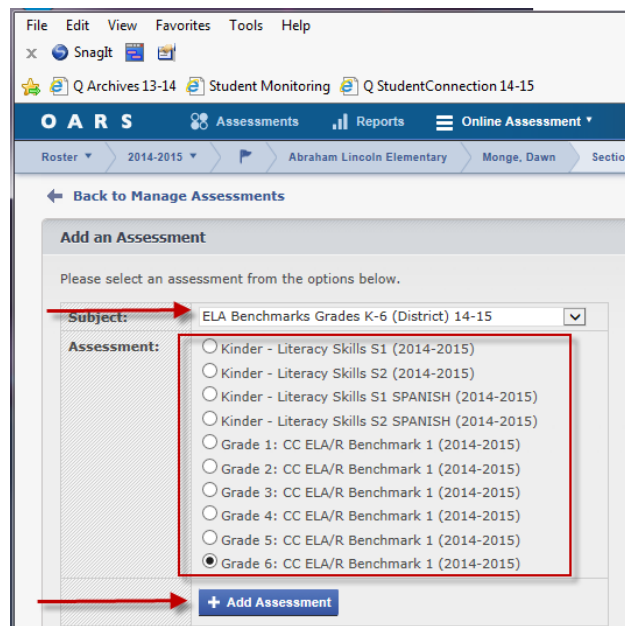 File Edit View Favorites Tools Help
x SnagIt
Q Archives 13-14 Student Monitoring Q StudentConnection 14-15
OARS Assessments Reports Online Assessment
Roster 2014-2015 Abraham Lincoln Elementary Monge, Dawn Sectio
Back to Manage Assessments
Add an Assessment
Please select an assessment from the options below.
Subject: ELA Benchmarks Grades K-6 (District) 14-15
Assessment: Kinder - Literacy Skills S1 (2014-2015)
Kinder - Literacy Skills S2 (2014-2015)
Kinder - Literacy Skills S1 SPANISH (2014-2015)
Kinder - Literacy Skills S2 SPANISH (2014-2015)
Grade 1: CC ELA/R Benchmark 1 (2014-2015)
Grade 2: CC ELA/R Benchmark 1 (2014-2015)
Grade 3: CC ELA/R Benchmark 1 (2014-2015)
Grade 4: CC ELA/R Benchmark 1 (2014-2015)
Grade 5: CC ELA/R Benchmark 1 (2014-2015)
Grade 6: CC ELA/R Benchmark 1 (2014-2015)
+ Add Assessment